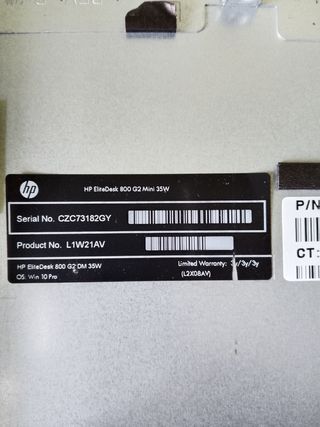 hp
HP EliteDesk 800 G2 Mini 35W
Serial No. CZC73182GY
Product No. L1W21AV
HP EliteDesk 800 G2 DM 35W
OS: Win 10 Pro
Limited Warranty: 3y/3y/3y
(L2X08AV)
P/N
CT: